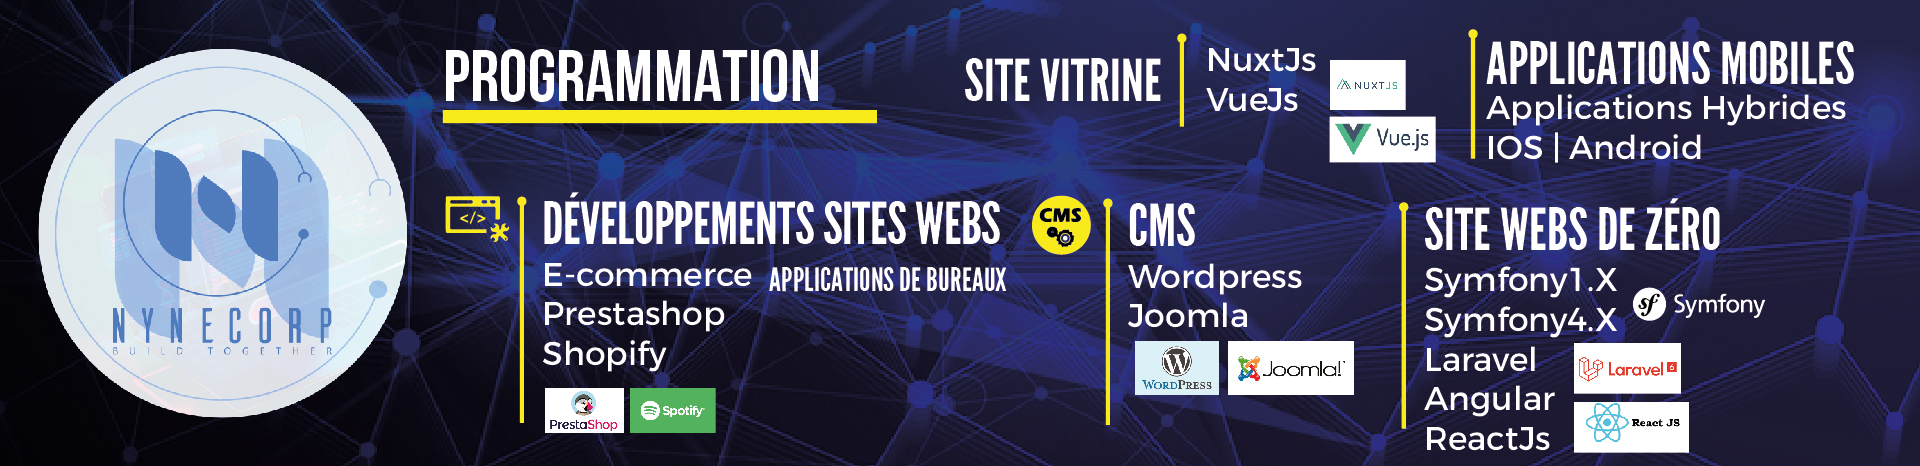 NYNECORP
BUILD TOGETHER
PROGRAMMATION
SITE VITRINE
NuxtJs
VueJs
NUXTJS
Vue.js
APPLICATIONS MOBILES
Applications Hybrides
IOS | Android
</>
DÉVELOPPEMENTS SITES WEBS
E-commerce APPLICATIONS DE BUREAUX
Prestashop
Shopify
PrestaShop
Spotify
CMS
CMS
Wordpress
Joomla
WORDPRESS
Joomla!
SITE WEBS DE ZÉRO
Symfony1.X
Symfony4.X
sf Symfony
Laravel
Laravel 6
Angular
ReactJs
React JS